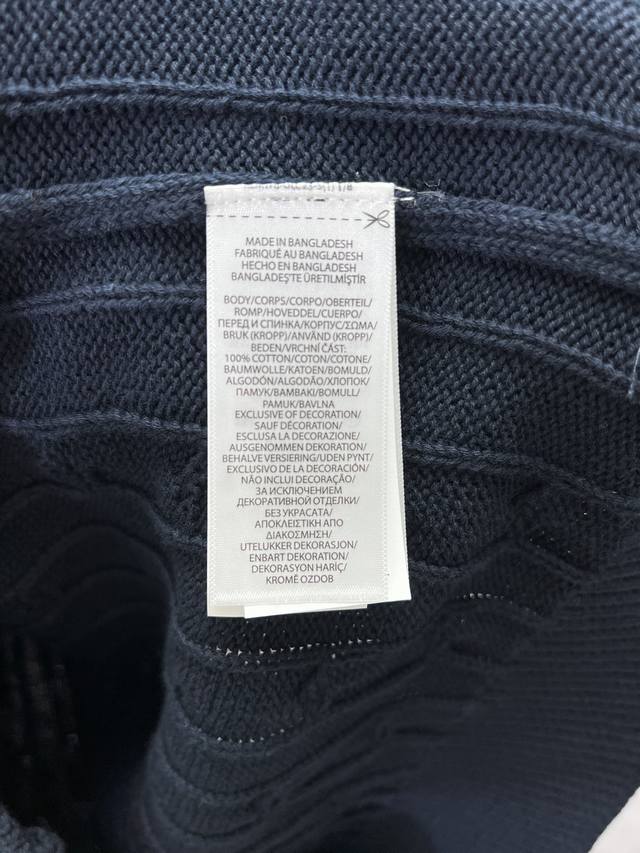 MADE IN BANGLADESH
FABRIQUÉ AU BANGLADESH
HECHO EN BANGLADESH
BANGLADEŞ'TE ÜRETILMIŞTIR
BODY/CORPS/CORPO/OBERTEIL/
ROMP/HOVEDDEL/CUERPO/
ПЕРЕД И СПИНКА/КОРПУС/ΣΩΜΑ/
BRUK (KROPP)/ANVÄND (KROPP)/
BEDEN/VRCHNÍ ČÁST:
100% COTTON/COTON/COTONE/
BAUMWOLLE/KATOEN/BOMULD/
ALGODÓN/ALGODÃO/ХЛОПОК/
ПАМУК/ΒΑΜΒΑΚΙ/BOMULL/
PAMUK/BAVLNA
EXCLUSIVE OF DECORATION/
SAUF DÉCORATION/
ESCLUSA LA DECORAZIONE/
AUSGENOMMEN DEKORATION/
BEHALVE VERSIERING/UDEN PYNT/
EXCLUSIVO DE LA DECORACIÓN/
NÃO INCLUI DECORAÇÃO/
ЗА ИСКЛЮЧЕНИЕМ
ДЕКОРАТИВНОЙ ОТДЕЛКИ/
БЕЗ УКРАСАТА/
ΑΠΟΚΛΕΙΣΤΙΚΗ ΑΠΟ
ΔΙΑΚΟΣΜΗΣΗ/
UTELUKKER DEKORASJON/
ENBART DEKORATION/
DEKORASYON HARIÇ/
KROMĚ OZDOB